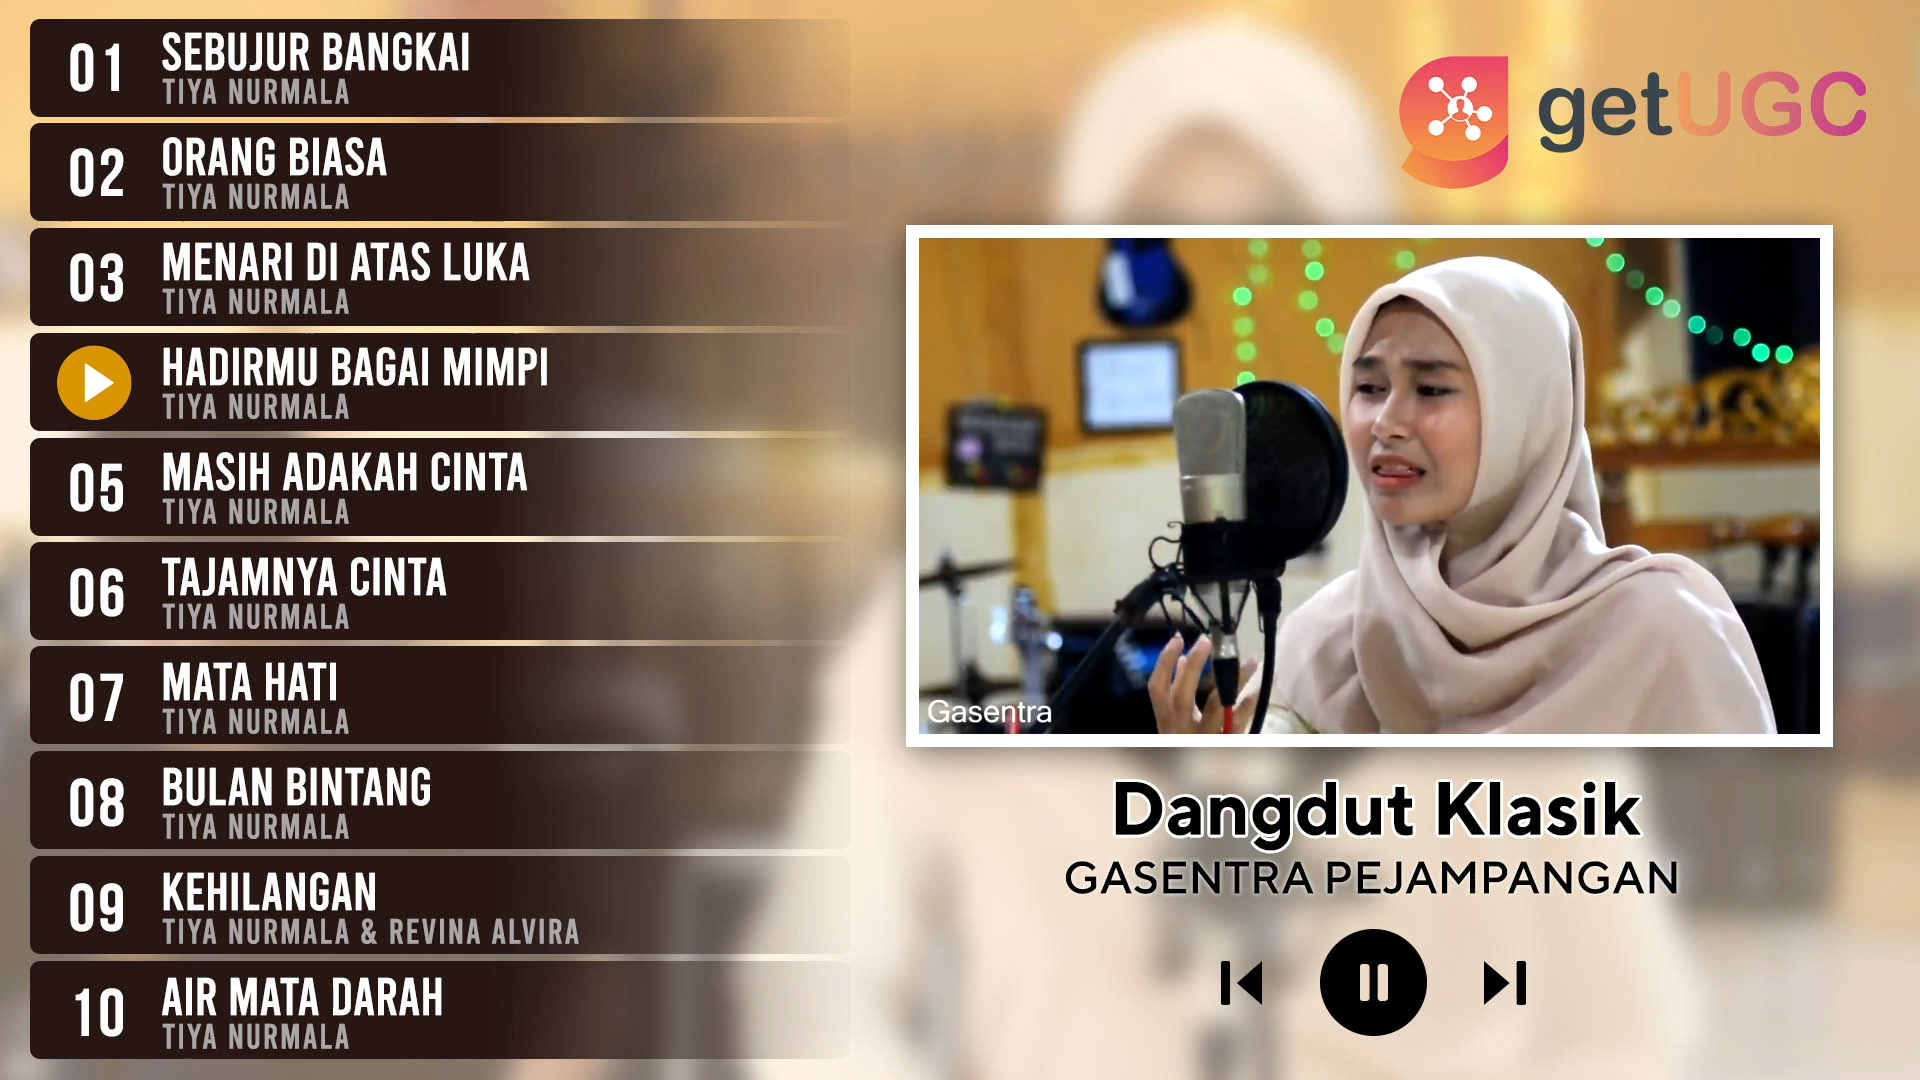 01
SEBUJUR BANGKAI
TIYA NURMALA
02
ORANG BIASA
TIYA NURMALA
03
MENARI DI ATAS LUKA
TIYA NURMALA
HADIRMU BAGAI MIMPI
TIYA NURMALA
05
MASIH ADAKAH CINTA
TIYA NURMALA
06
TAJAMNYA CINTA
TIYA NURMALA
07
MATA HATI
TIYA NURMALA
08
BULAN BINTANG
TIYA NURMALA
09
KEHILANGAN
TIYA NURMALA & REVINA ALVIRA
10
AIR MATA DARAH
TIYA NURMALA
getUGC
Gasentra
Dangdut Klasik
GASENTRA PEJAMPANGAN